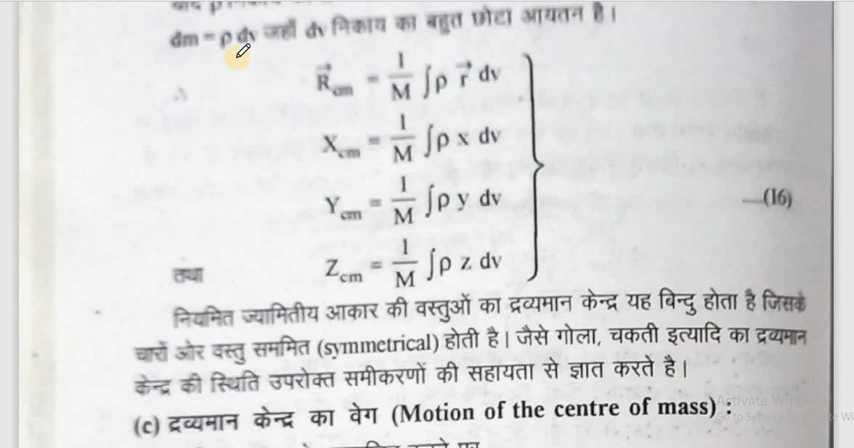 dm = ρ dv जहाँ dv निकाय का बहुत छोटा आयतन है।
∴ R⃗cm = 1/M ∫ρ r⃗ dv
Xcm = 1/M ∫ρ x dv
Ycm = 1/M ∫ρ y dv —(16)
तथा Zcm = 1/M ∫ρ z dv
नियमित ज्यामितीय आकार की वस्तुओं का द्रव्यमान केन्द्र यह बिन्दु होता है जिसके
चारों ओर वस्तु सममित (symmetrical) होती है। जैसे गोला, चकती इत्यादि का द्रव्यमान
केन्द्र की स्थिति उपरोक्त समीकरणों की सहायता से ज्ञात करते है।
(c) द्रव्यमान केन्द्र का वेग (Motion of the centre of mass) :